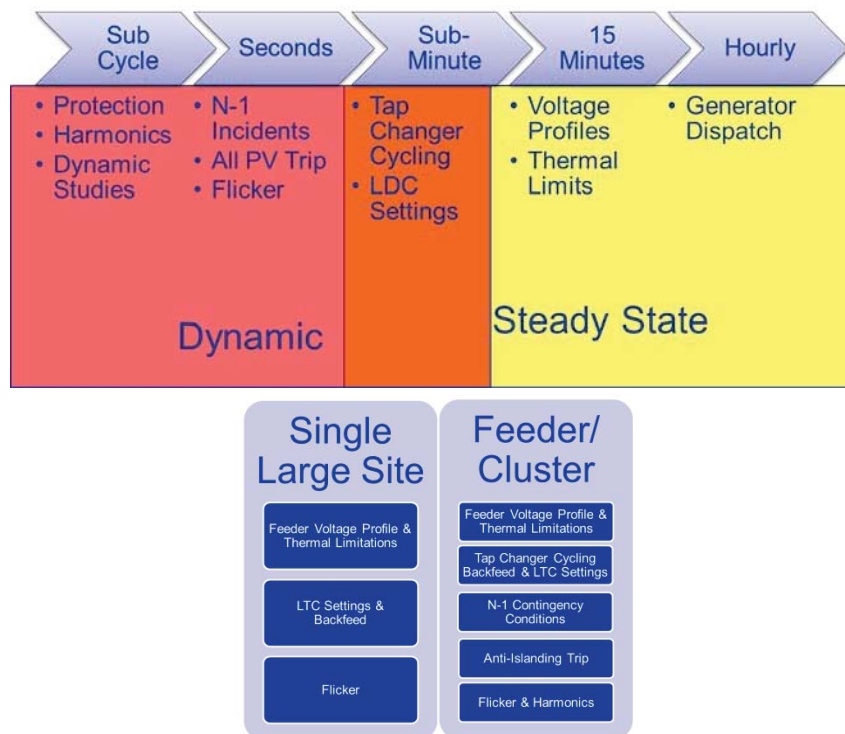 Sub
Cycle
Seconds
Sub-
Minute
15
Minutes
Hourly
• Protection
• Harmonics
• Dynamic
Studies
• N-1
Incidents
• All PV Trip
• Flicker
• Tap
Changer
Cycling
• LDC
Settings
• Voltage
Profiles
• Thermal
Limits
• Generator
Dispatch
Dynamic
Steady State
Single
Large Site
Feeder Voltage Profile &
Thermal Limitations
LTC Settings &
Backfeed
Flicker
Feeder/
Cluster
Feeder Voltage Profile &
Thermal Limitations
Tap Changer Cycling
Backfeed & LTC Settings
N-1 Contingency
Conditions
Anti-Islanding Trip
Flicker & Harmonics